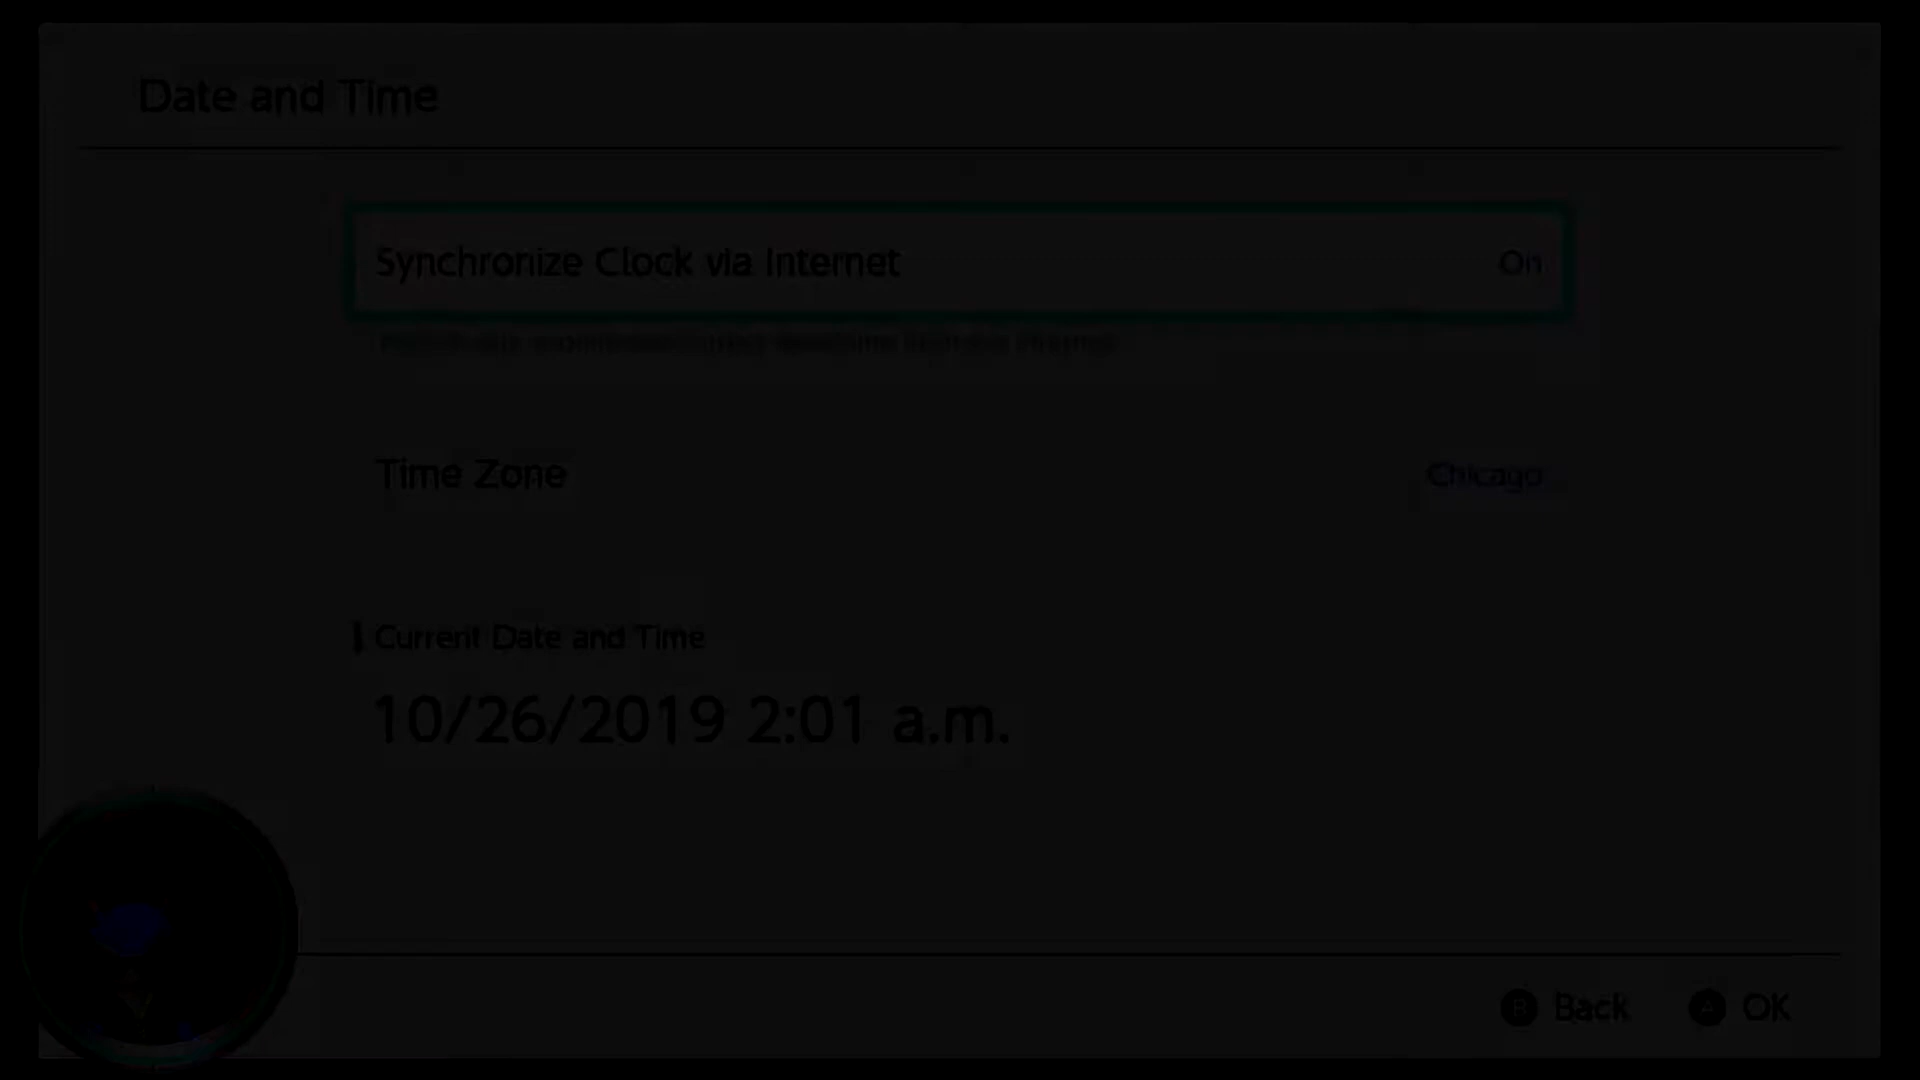 Date and Time
Synchronize Clock via Internet On
Time Zone Chicago
Current Date and Time
10/26/2019 2:01 a.m.
B Back A OK